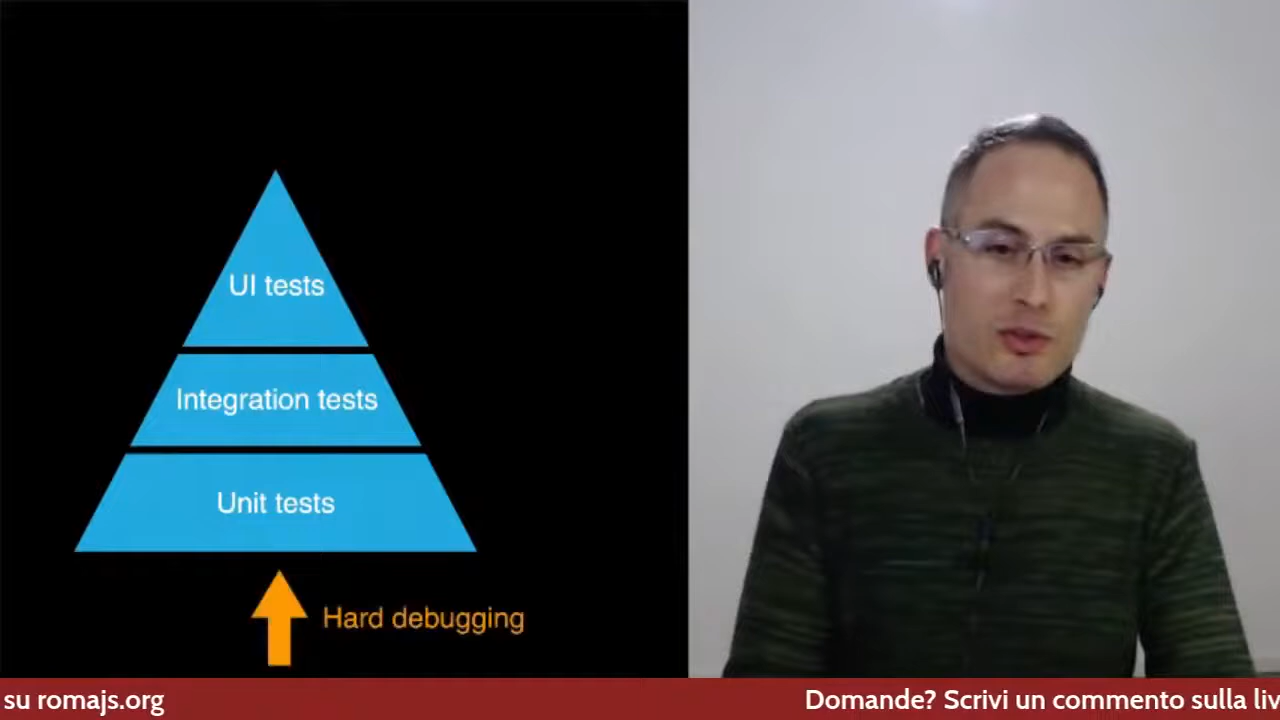 UI tests
Integration tests
Unit tests
Hard debugging
su romajs.org
Domande? Scrivi un commento sulla liv